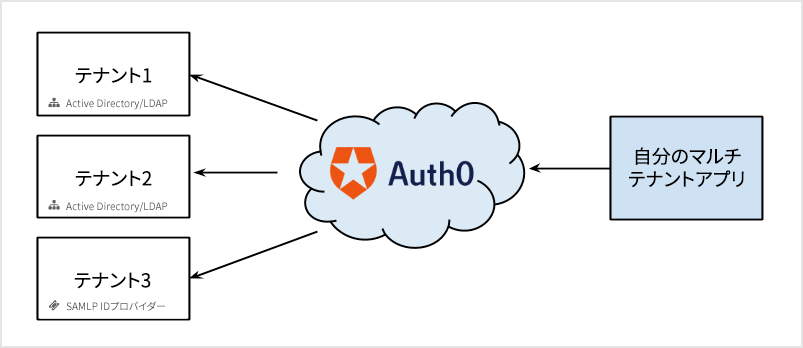 テナント1
Active Directory/LDAP
テナント2
Active Directory/LDAP
テナント3
SAMLP IDプロバイダー
Auth0
自分のマルチ
テナントアプリ